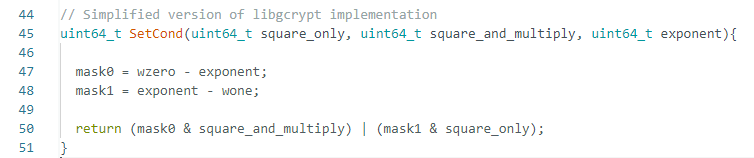 44 // Simplified version of libgcrypt implementation
45 uint64_t SetCond(uint64_t square_only, uint64_t square_and_multiply, uint64_t exponent){
46
47 mask0 = wzero - exponent;
48 mask1 = exponent - wone;
49
50 return (mask0 & square_and_multiply) | (mask1 & square_only);
51 }